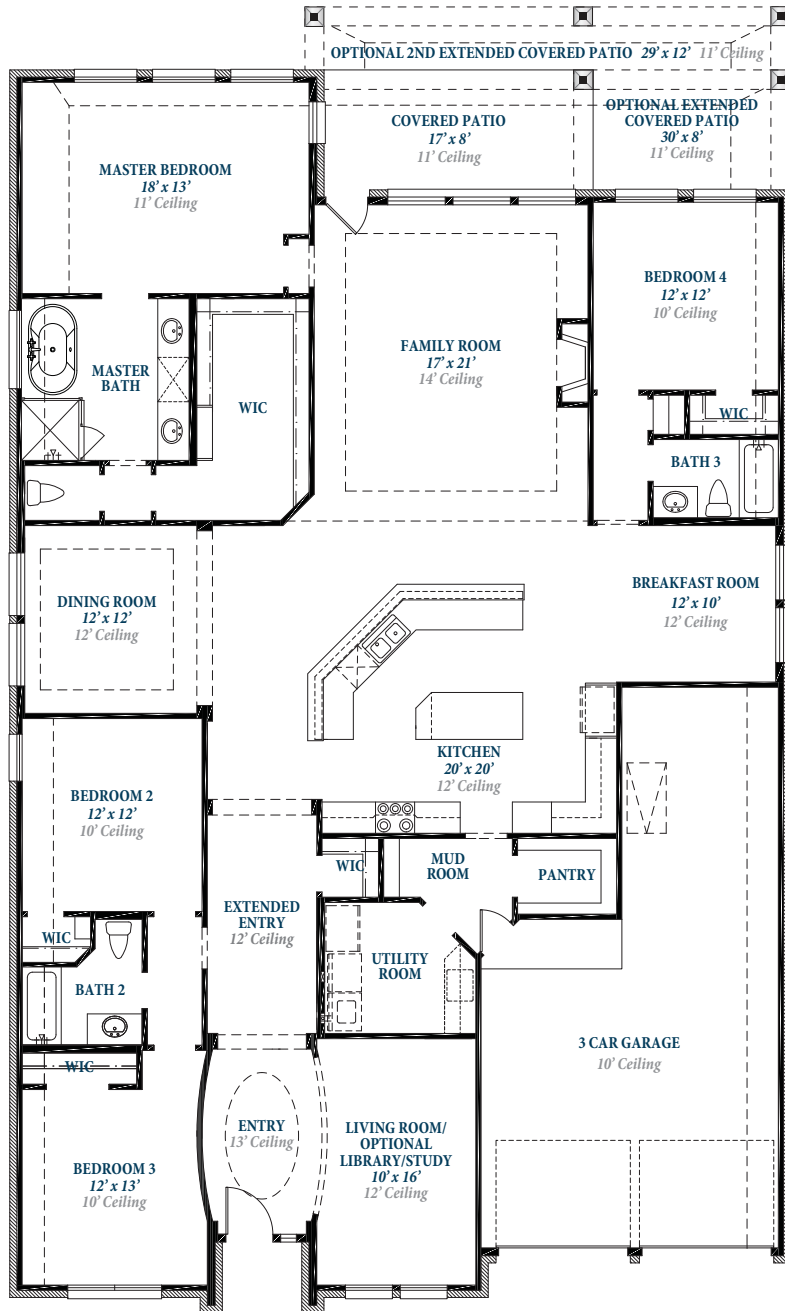 OPTIONAL 2ND EXTENDED COVERED PATIO 29' x 12' 11' Ceiling
COVERED PATIO
17' x 8'
11' Ceiling
OPTIONAL EXTENDED
COVERED PATIO
30' x 8'
11' Ceiling
MASTER BEDROOM
18' x 13'
11' Ceiling
BEDROOM 4
12' x 12'
10' Ceiling
FAMILY ROOM
17' x 21'
14' Ceiling
MASTER
BATH
WIC
WIC
BATH 3
DINING ROOM
12' x 12'
12' Ceiling
BREAKFAST ROOM
12' x 10'
12' Ceiling
KITCHEN
20' x 20'
12' Ceiling
BEDROOM 2
12' x 12'
10' Ceiling
WIC
MUD
ROOM
PANTRY
EXTENDED
ENTRY
12' Ceiling
WIC
UTILITY
ROOM
BATH 2
3 CAR GARAGE
10' Ceiling
WIC
ENTRY
13' Ceiling
LIVING ROOM/
OPTIONAL
LIBRARY/STUDY
10' x 16'
12' Ceiling
BEDROOM 3
12' x 13'
10' Ceiling